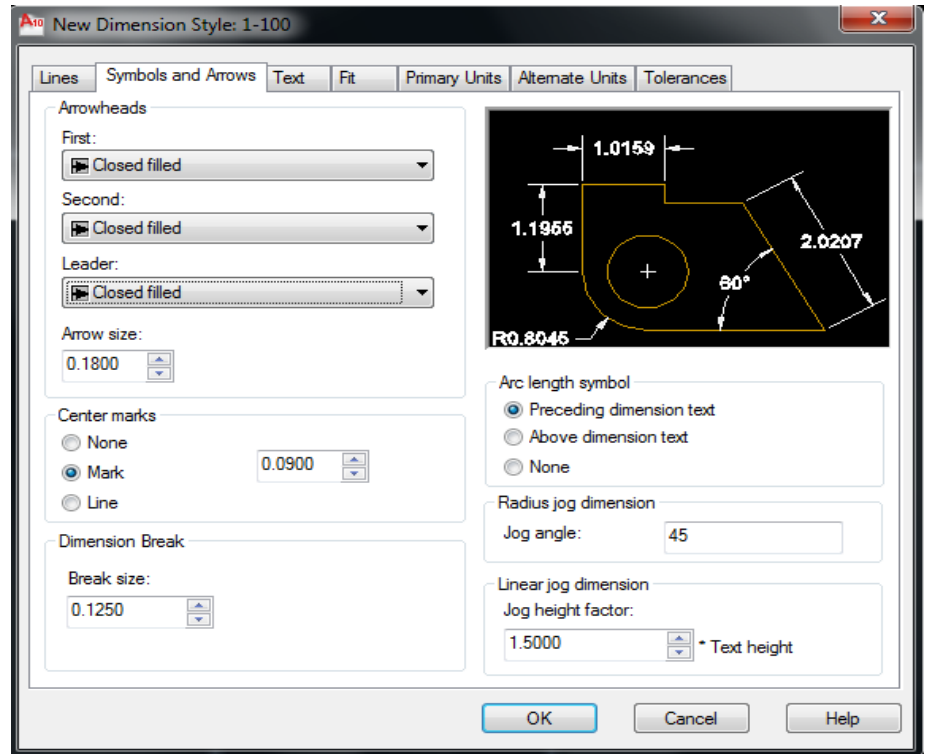 A10 New Dimension Style: 1-100
Lines Symbols and Arrows Text Fit Primary Units Alternate Units Tolerances
Arrowheads
First:
Closed filled
Second:
Closed filled
Leader:
Closed filled
Arrow size:
0.1800
Center marks
None
Mark
0.0900
Line
Dimension Break
Break size:
0.1250
1.0159
1.1955
2.0207
60°
R0.8045
Arc length symbol
Preceding dimension text
Above dimension text
None
Radius jog dimension
Jog angle: 45
Linear jog dimension
Jog height factor:
1.5000 * Text height
OK Cancel Help